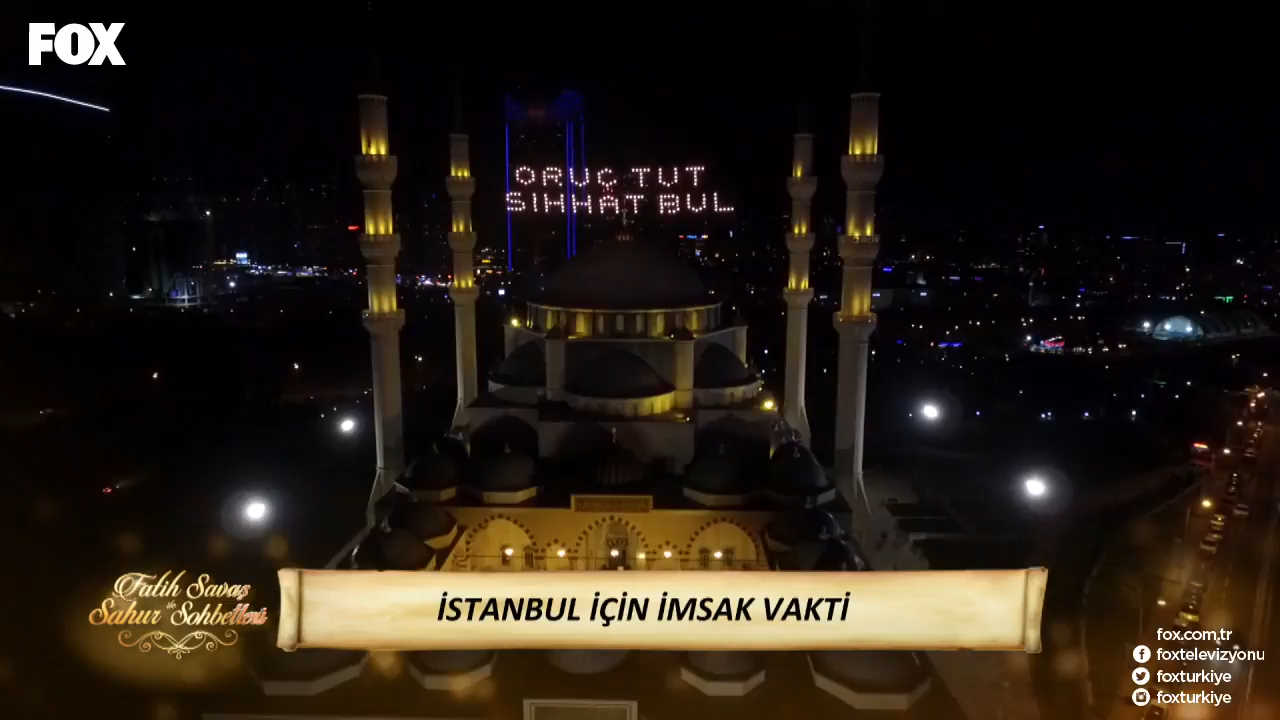 FOX
ORUÇ TUT
SIHHAT BUL
Fatih Savaş
ile
Sahur Sohbetleri
İSTANBUL İÇİN İMSAK VAKTİ
fox.com.tr
foxtelevizyonu
foxturkiye
foxturkiye